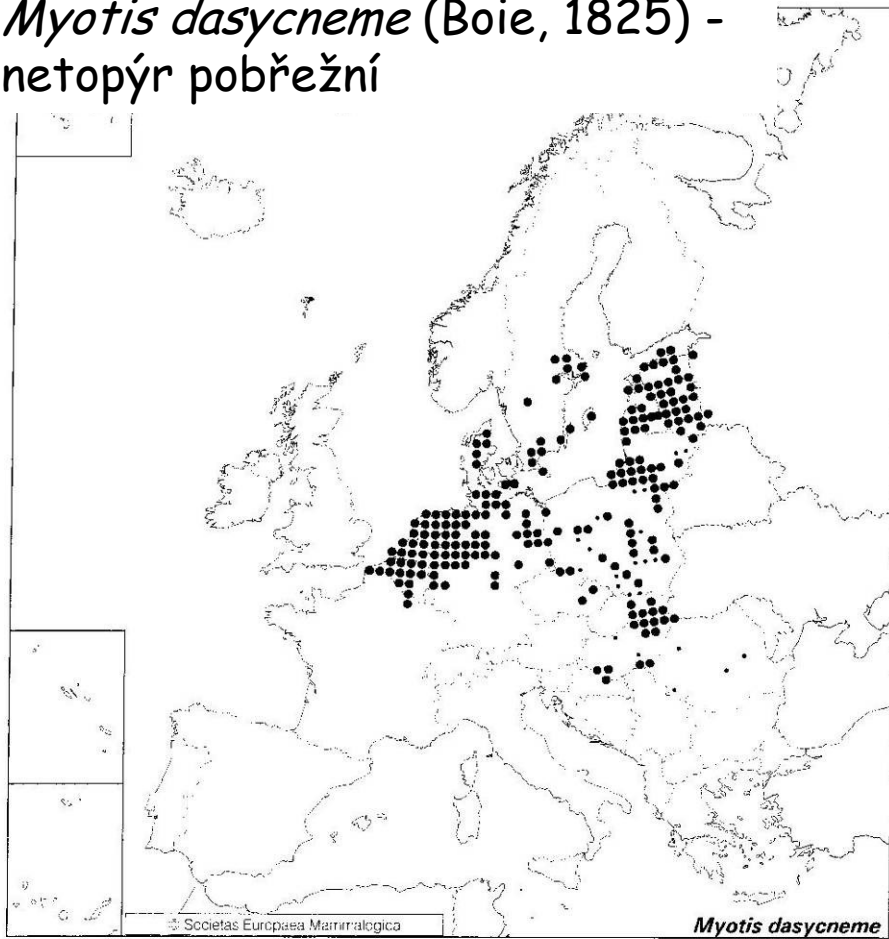 Myotis dasycneme (Boie, 1825) -
netopýr pobřežní
© Societas Europaea Mammalogica
Myotis dasycneme